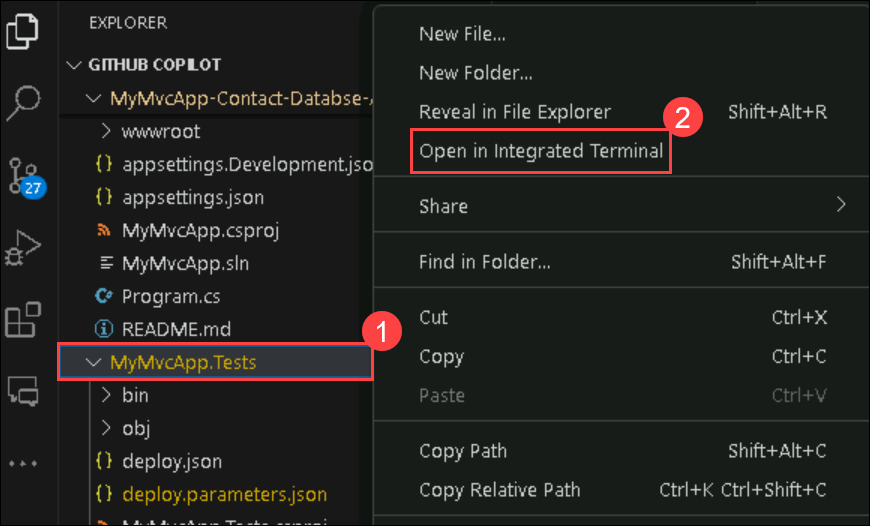 EXPLORER
GITHUB COPILOT
MyMvcApp-Contact-Databse-
wwwroot
{} appsettings.Development.jso
{} appsettings.json
MyMvcApp.csproj
MyMvcApp.sln
Program.cs
README.md
MyMvcApp.Tests
bin
obj
{} deploy.json
{} deploy.parameters.json
MyMvcApp.Tests.csproj
27
1
New File...
New Folder...
Reveal in File Explorer Shift+Alt+R
2
Open in Integrated Terminal
Share
Find in Folder... Shift+Alt+F
Cut Ctrl+X
Copy Ctrl+C
Paste Ctrl+V
Copy Path Shift+Alt+C
Copy Relative Path Ctrl+K Ctrl+Shift+C